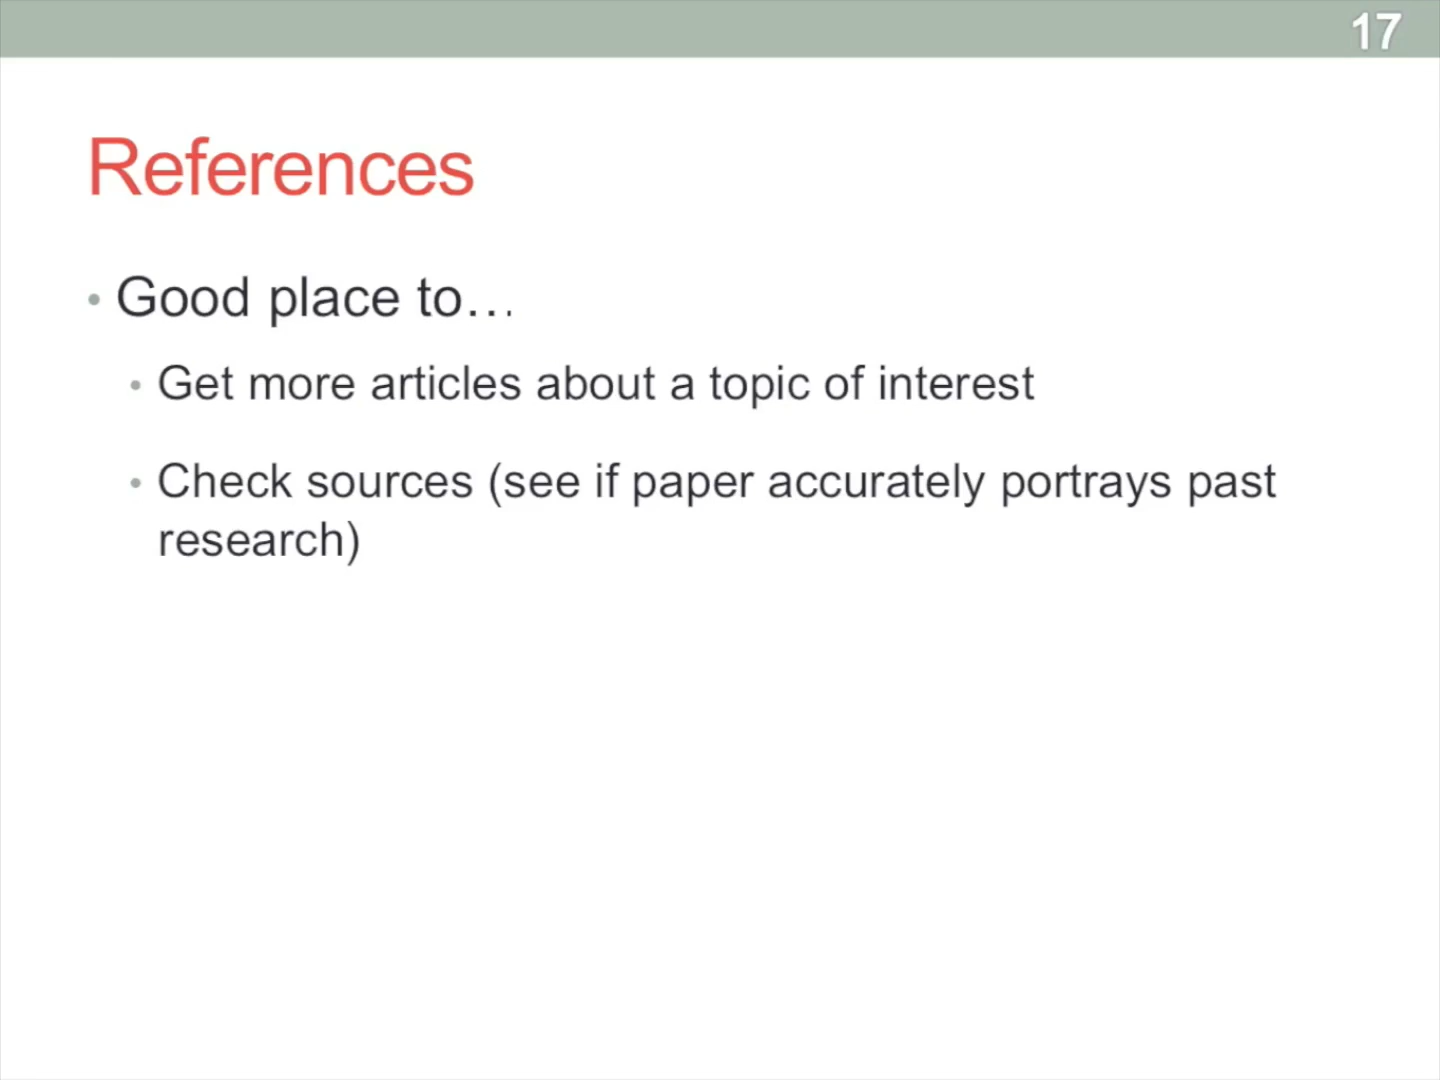 17
References
• Good place to…
• Get more articles about a topic of interest
• Check sources (see if paper accurately portrays past
research)